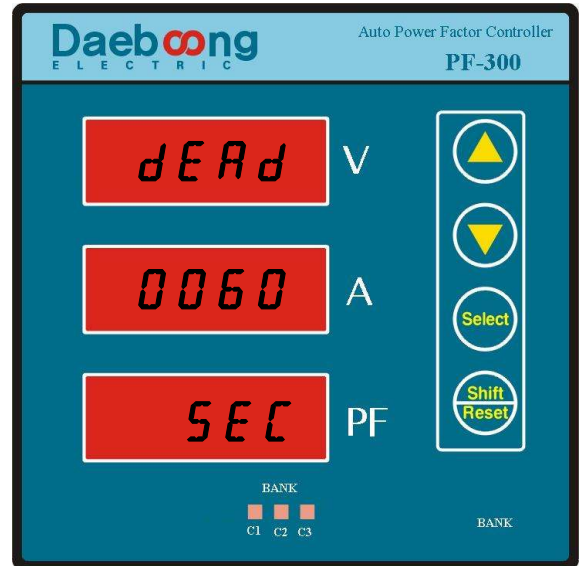 Daeboong
ELECTRIC
Auto Power Factor Controller
PF-300
dEAd V
0060 A
SEC PF
Select
Shift
Reset
BANK
C1 C2 C3
BANK